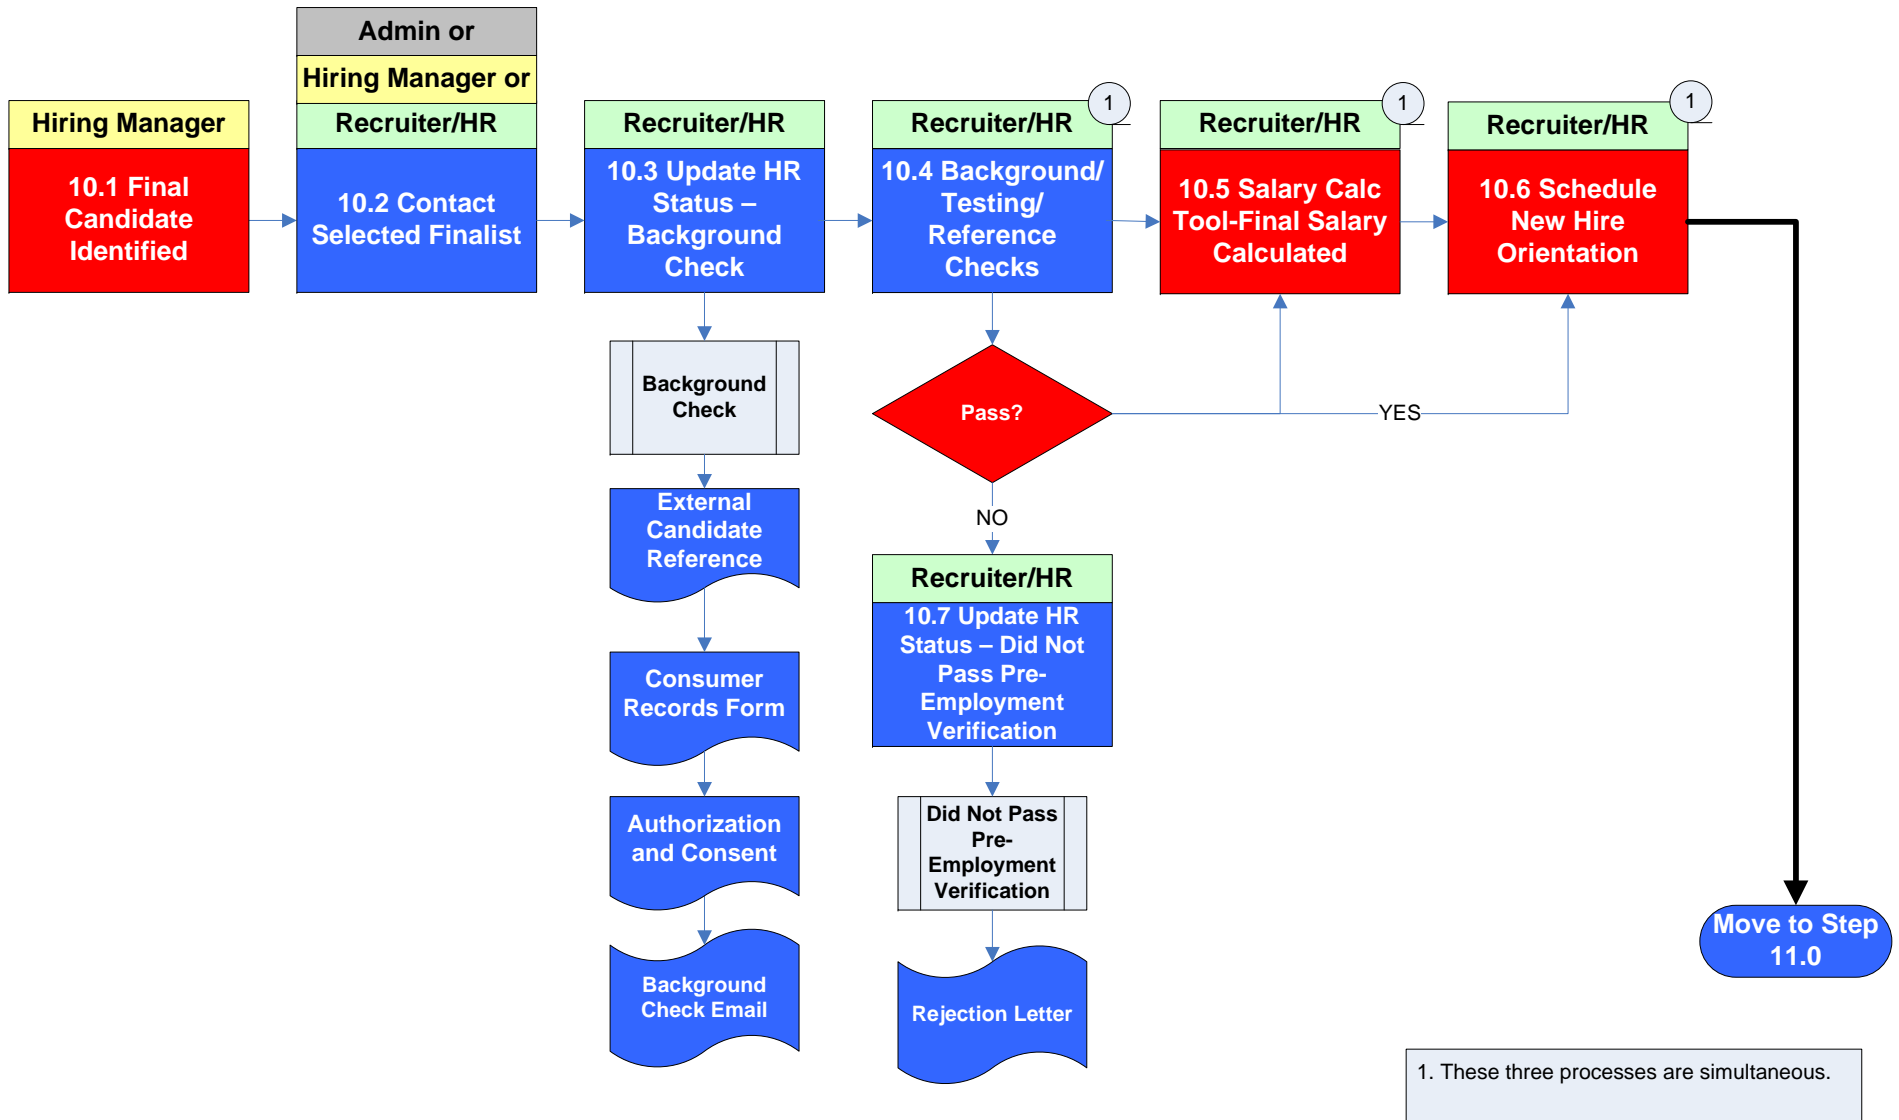 Admin or
Hiring Manager or
Recruiter/HR
10.2 Contact
Selected Finalist
Hiring Manager
10.1 Final
Candidate
Identified
Recruiter/HR
10.3 Update HR
Status –
Background
Check
Recruiter/HR
1
10.4 Background/
Testing/
Reference
Checks
Recruiter/HR
1
10.5 Salary Calc
Tool-Final Salary
Calculated
Recruiter/HR
1
10.6 Schedule
New Hire
Orientation
Background
Check
External
Candidate
Reference
Consumer
Records Form
Authorization
and Consent
Background
Check Email
Pass?
YES
NO
Recruiter/HR
10.7 Update HR
Status – Did Not
Pass Pre-
Employment
Verification
Did Not Pass
Pre-
Employment
Verification
Rejection Letter
Move to Step
11.0
1. These three processes are simultaneous.